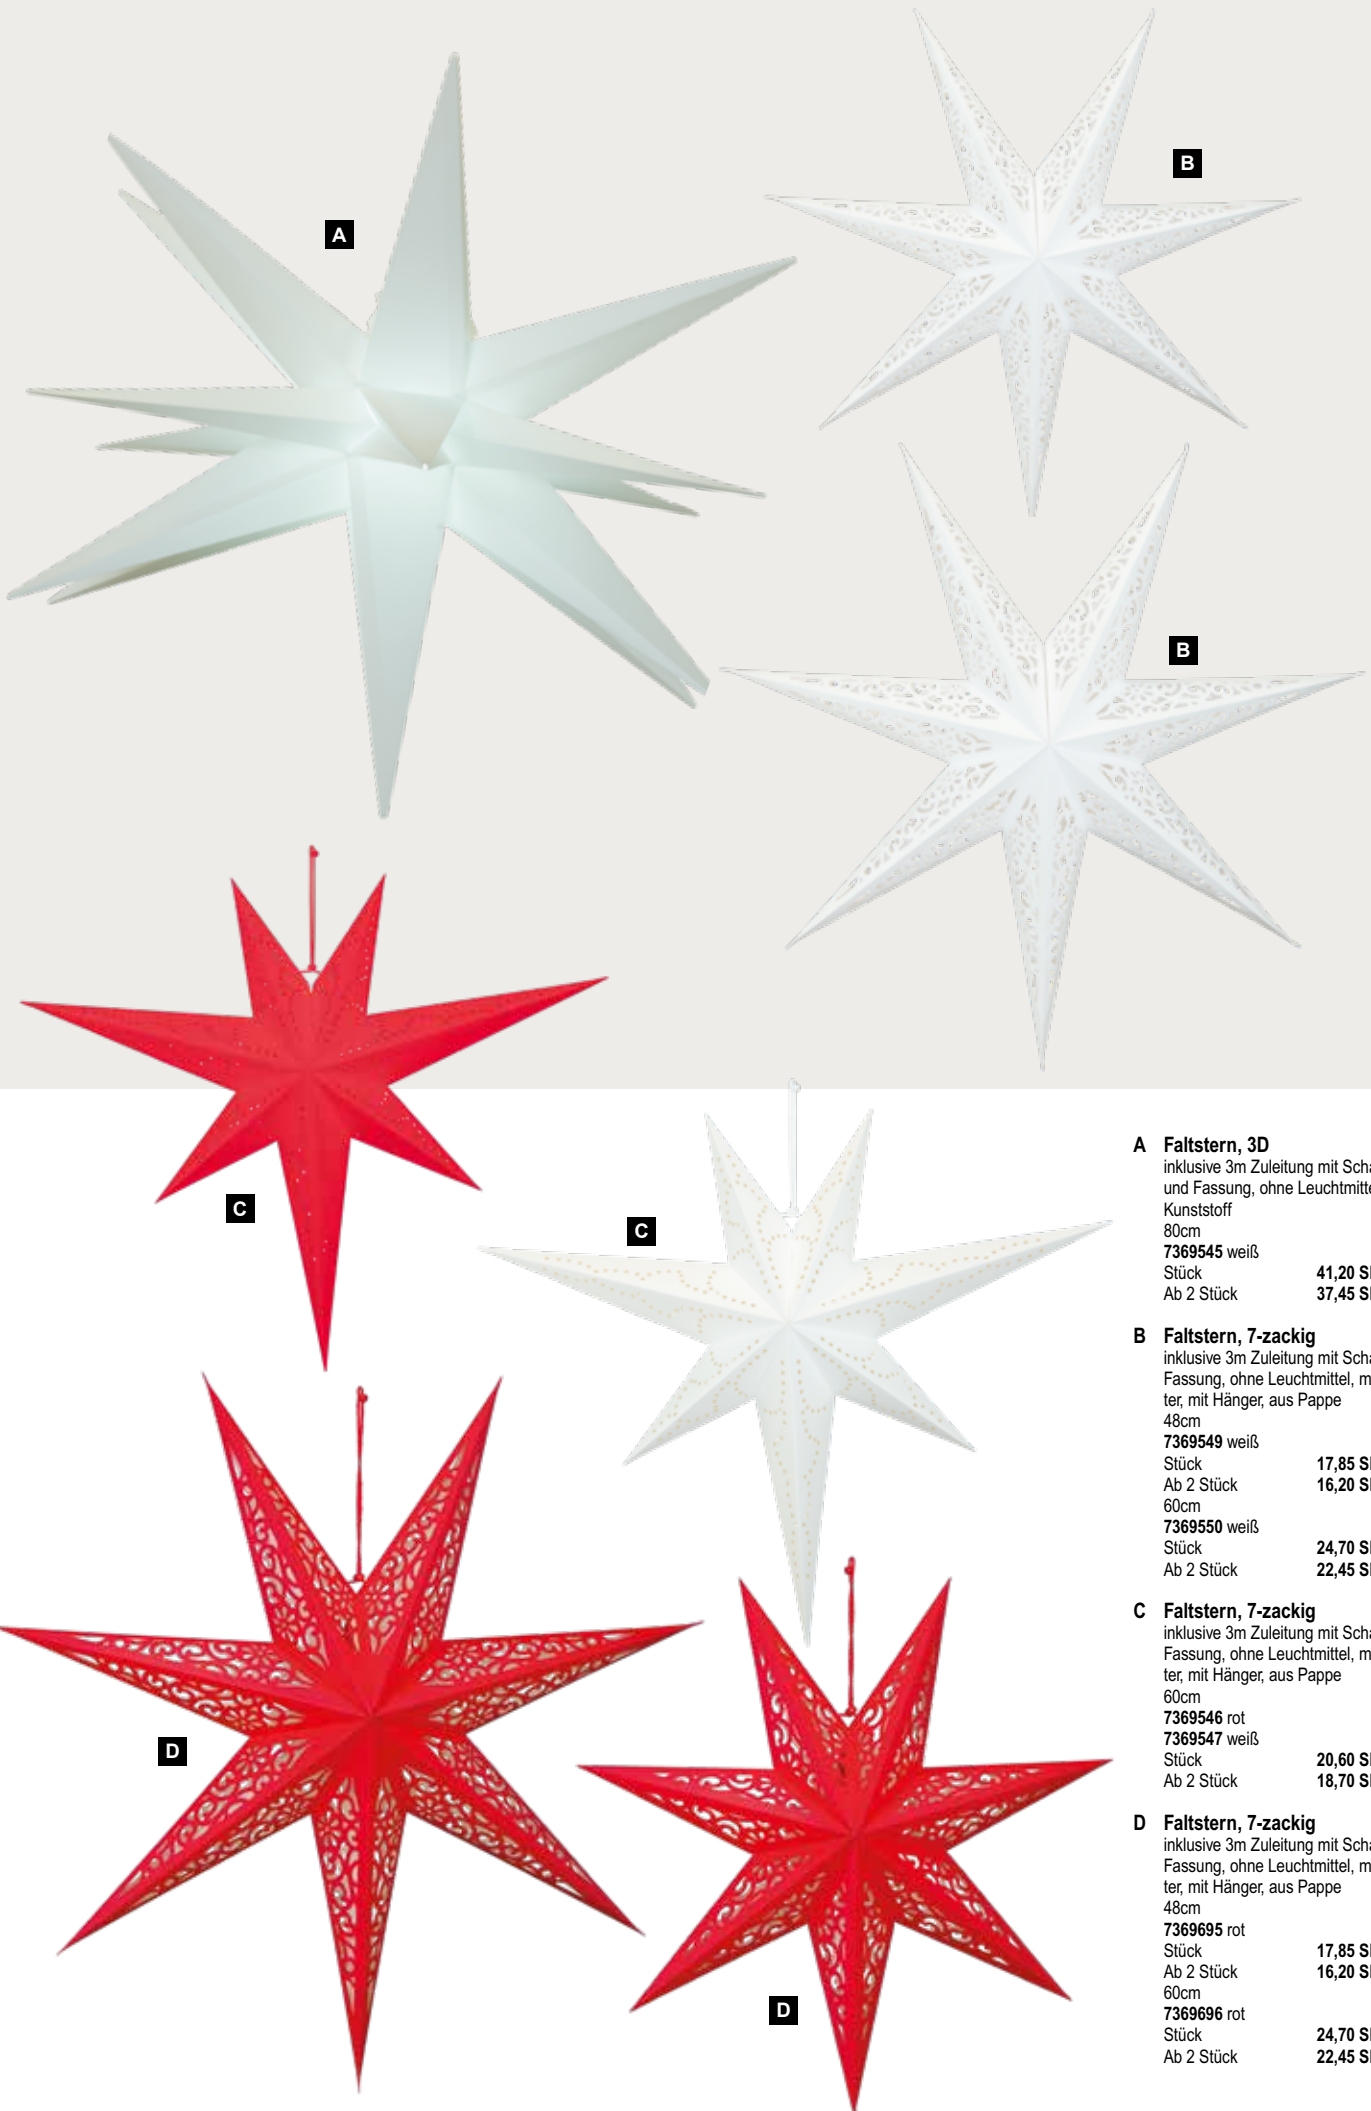 A
B
B
C
C
D
D
A Faltstern, 3D
inklusive 3m Zuleitung mit
und Fassung, ohne
Kunststoff
80cm
7369545 weiß
Stück 41,20
Ab 2 Stück 37,45
B Faltstern, 7-zackig
inklusive 3m Zuleitung mit
Fassung, ohne Leuchtmittel,
ter, mit Hänger, aus Pappe
48cm
7369549 weiß
Stück 17,85
Ab 2 Stück 16,20
60cm
7369550 weiß
Stück 24,70
Ab 2 Stück 22,45
C Faltstern, 7-zackig
inklusive 3m Zuleitung mit
Fassung, ohne Leuchtmittel,
ter, mit Hänger, aus Pappe
60cm
7369546 rot
7369547 weiß
Stück 20,60
Ab 2 Stück 18,70
D Faltstern, 7-zackig
inklusive 3m Zuleitung mit
Fassung, ohne Leuchtmittel,
ter, mit Hänger, aus Pappe
48cm
7369695 rot
Stück 17,85
Ab 2 Stück 16,20
60cm
7369696 rot
Stück 24,70
Ab 2 Stück 22,45